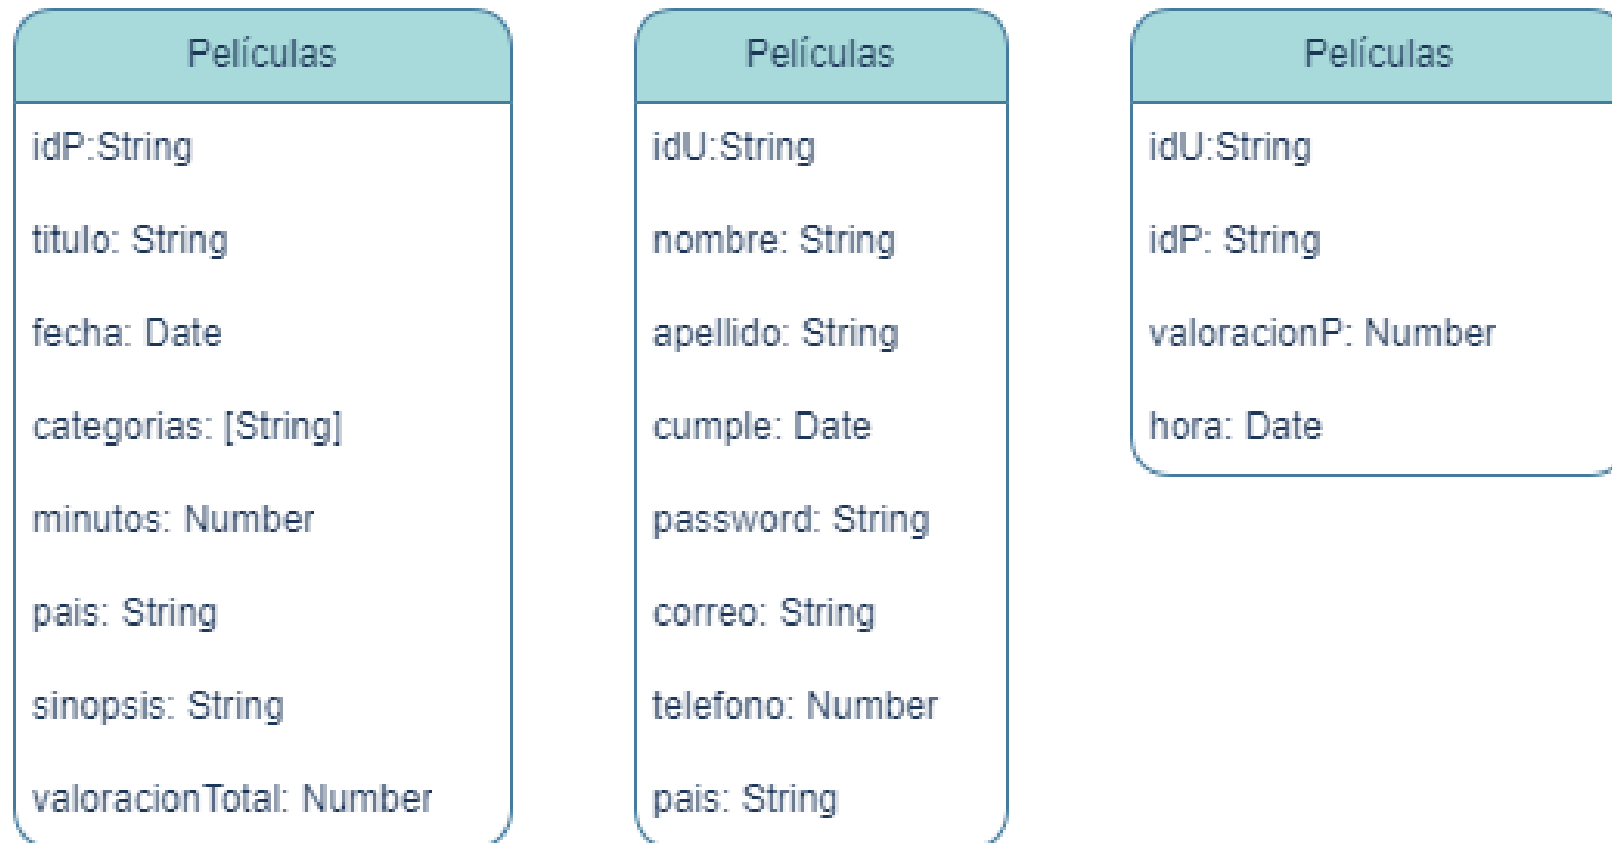 Películas
idP:String
titulo: String
fecha: Date
categorias: [String]
minutos: Number
pais: String
sinopsis: String
valoracionTotal: Number
Películas
idU:String
nombre: String
apellido: String
cumple: Date
password: String
correo: String
telefono: Number
pais: String
Películas
idU:String
idP: String
valoracionP: Number
hora: Date